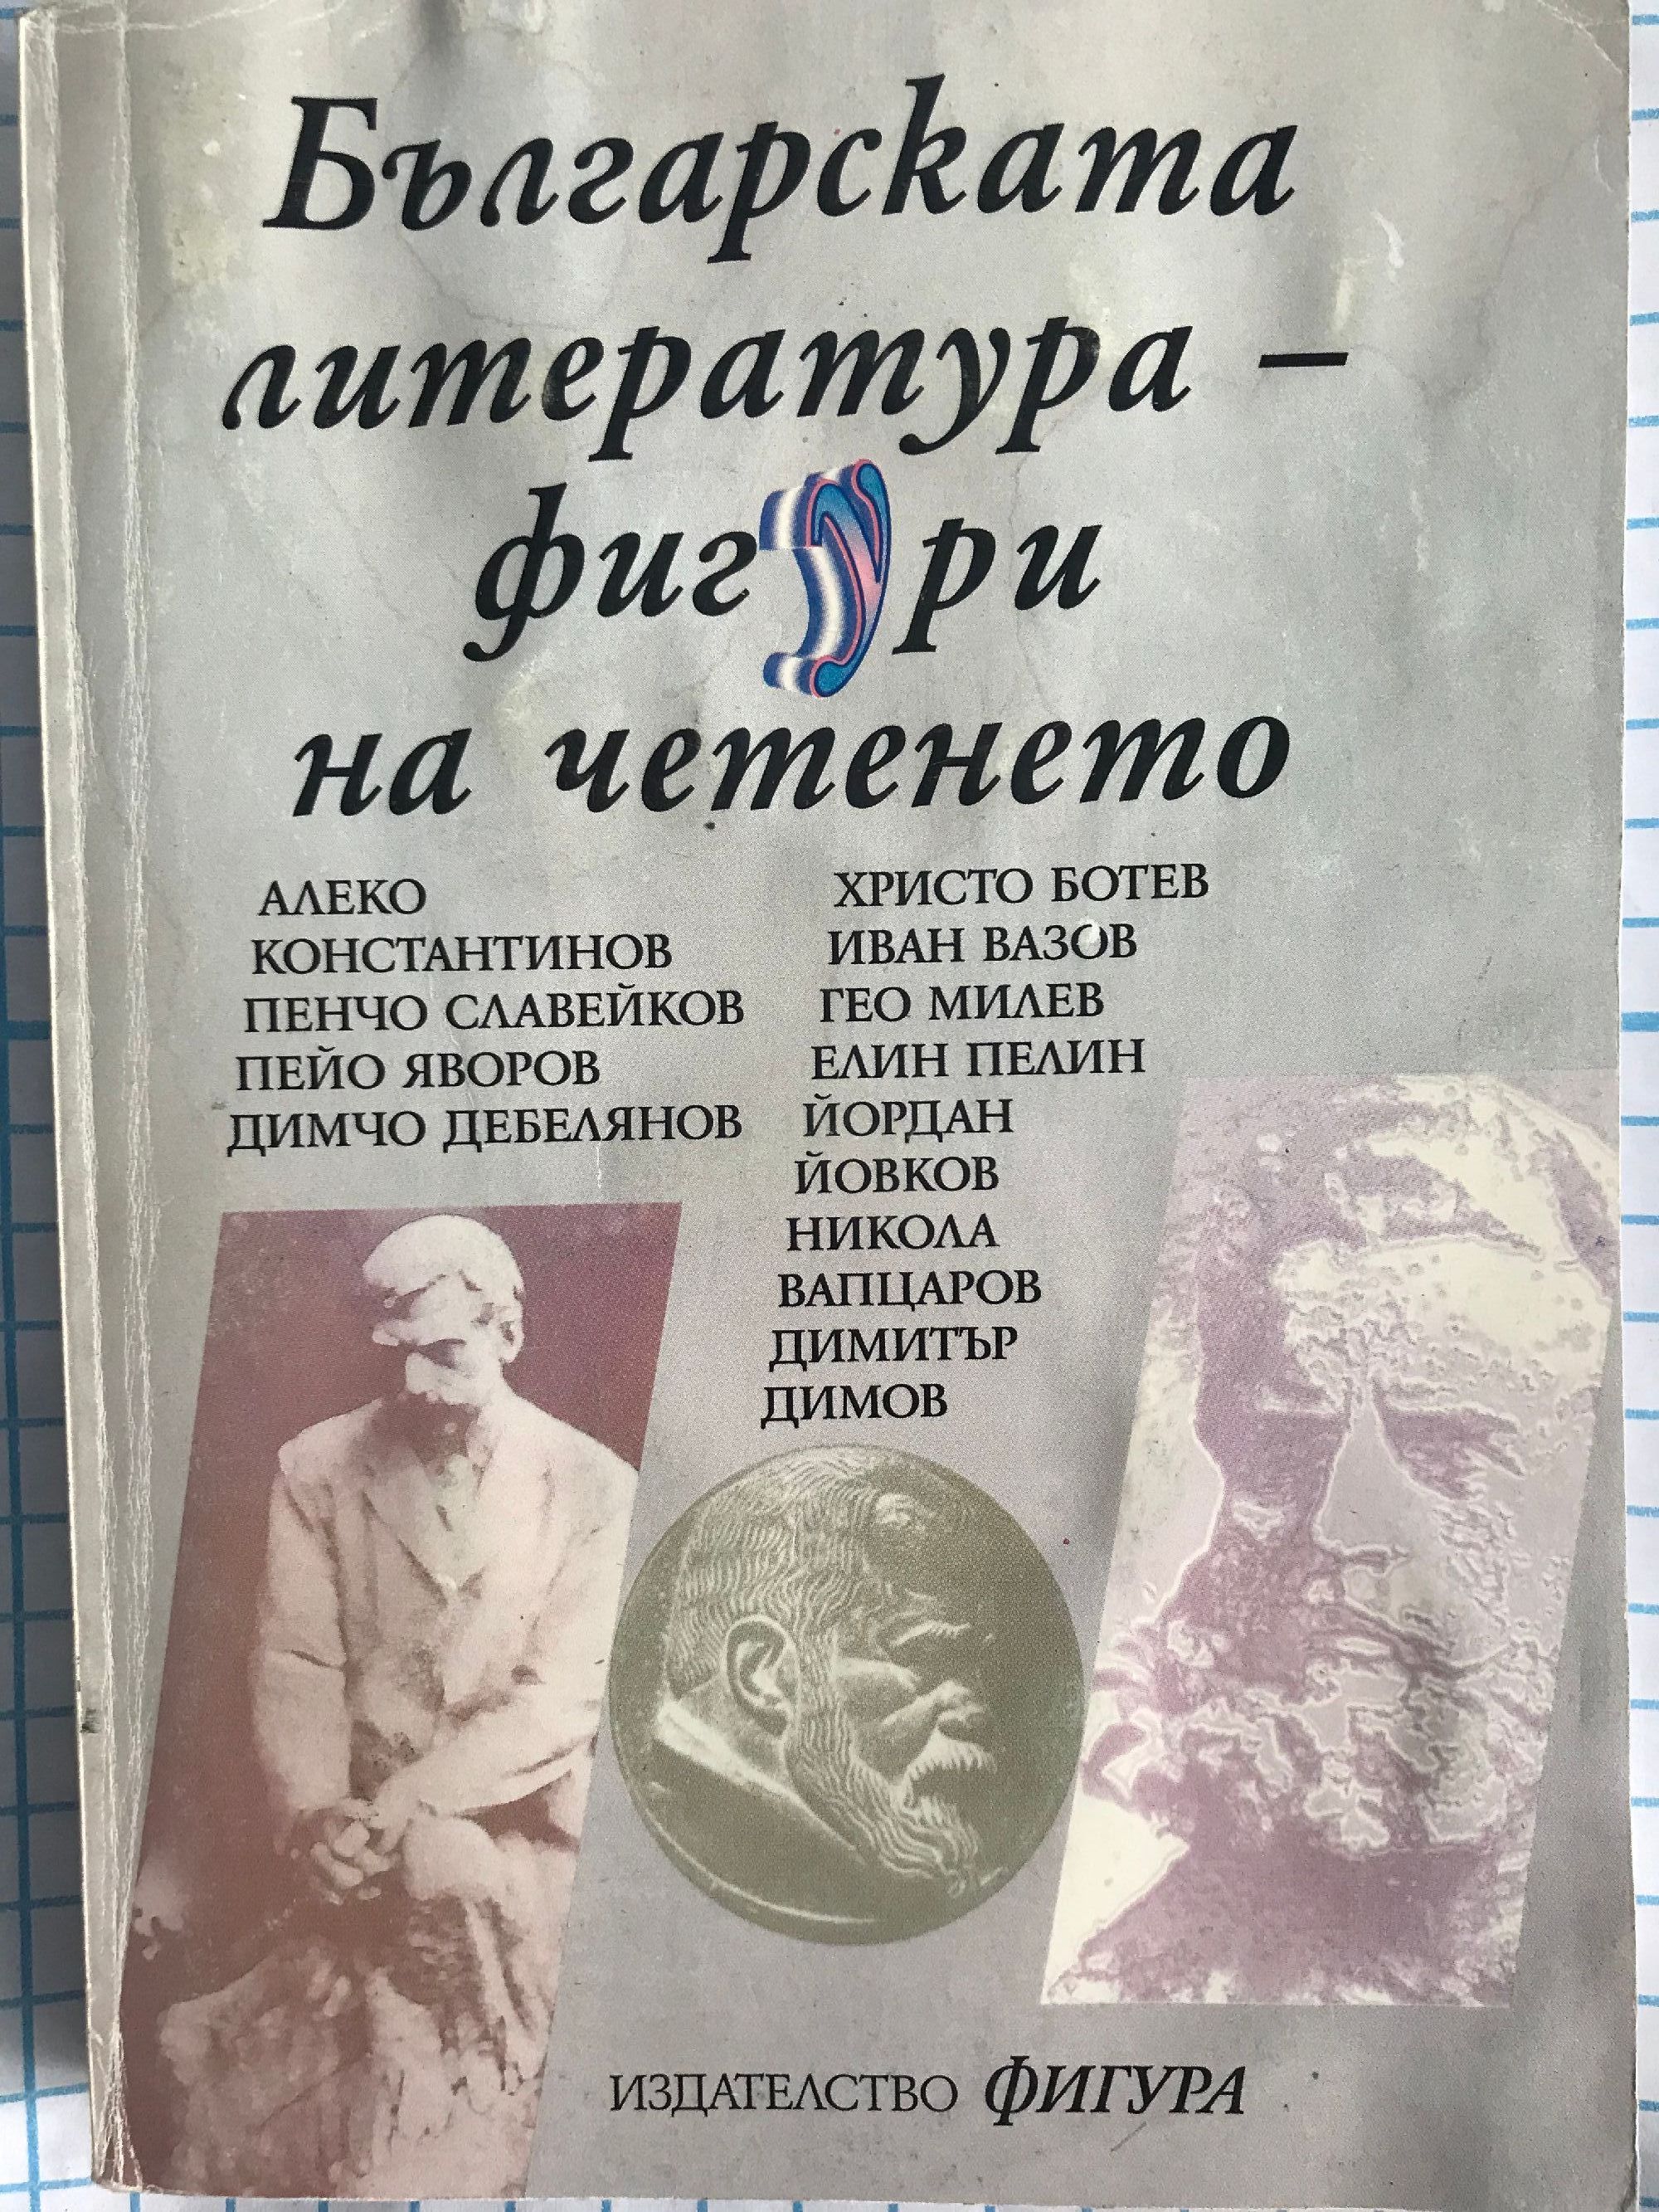 Българската
литература –
фигури
на четенето
АЛЕКО
КОНСТАНТИНОВ
ПЕНЧО СЛАВЕЙКОВ
ПЕЙО ЯВОРОВ
ДИМЧО ДЕБЕЛЯНОВ
ХРИСТО БОТЕВ
ИВАН ВАЗОВ
ГЕО МИЛЕВ
ЕЛИН ПЕЛИН
ЙОРДАН
ЙОВКОВ
НИКОЛА
ВАПЦАРОВ
ДИМИТЪР
ДИМОВ
ИЗДАТЕЛСТВО ФИГУРА